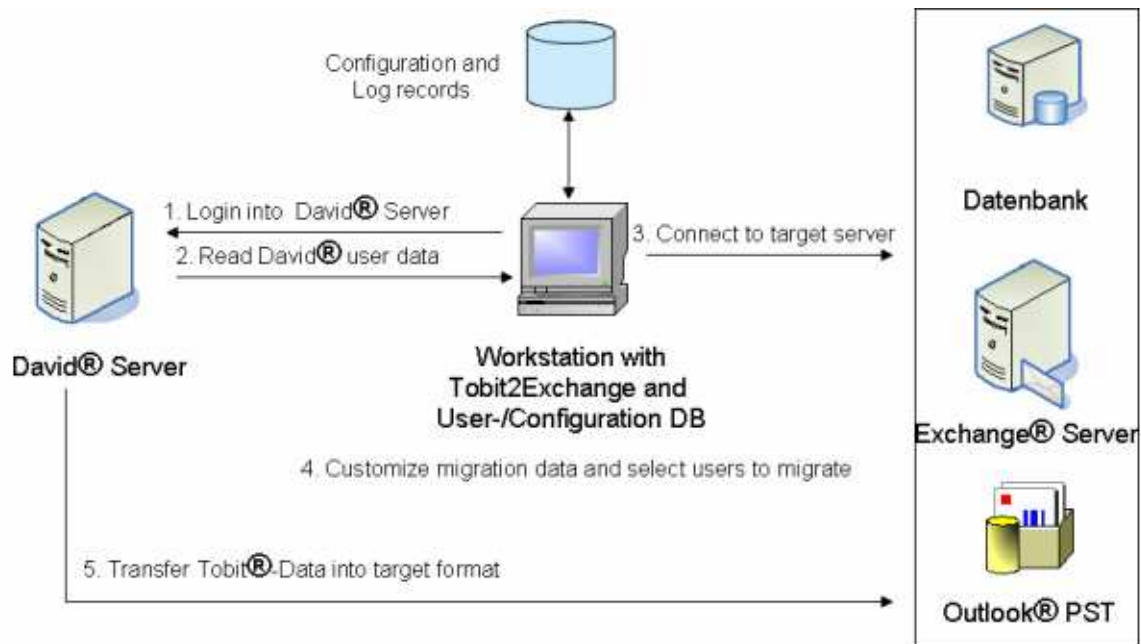 Configuration and
Log records
1. Login into David® Server
2. Read David® user data
3. Connect to target server
David® Server
Workstation with
Tobit2Exchange and
User-/Configuration DB
4. Customize migration data and select users to migrate
5. Transfer Tobit®-Data into target format
Datenbank
Exchange® Server
Outlook® PST